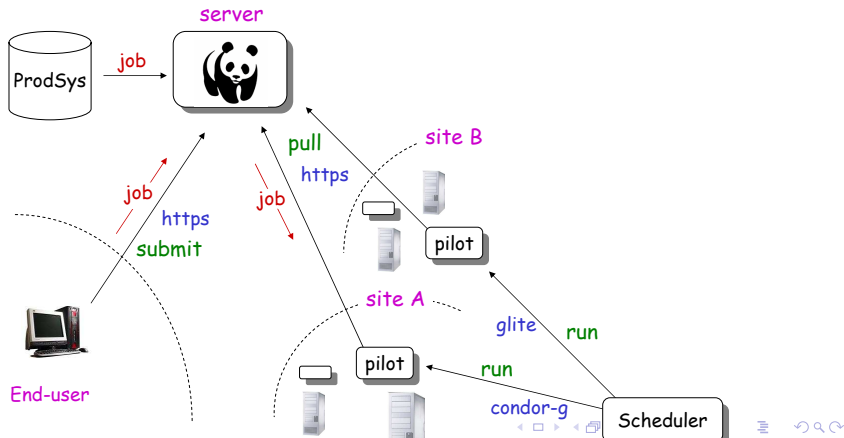 server
job
ProdSys
pull
site B
https
job
job
https
submit
site A
glite
run
pilot
pilot
run
End-user
condor-g
Scheduler